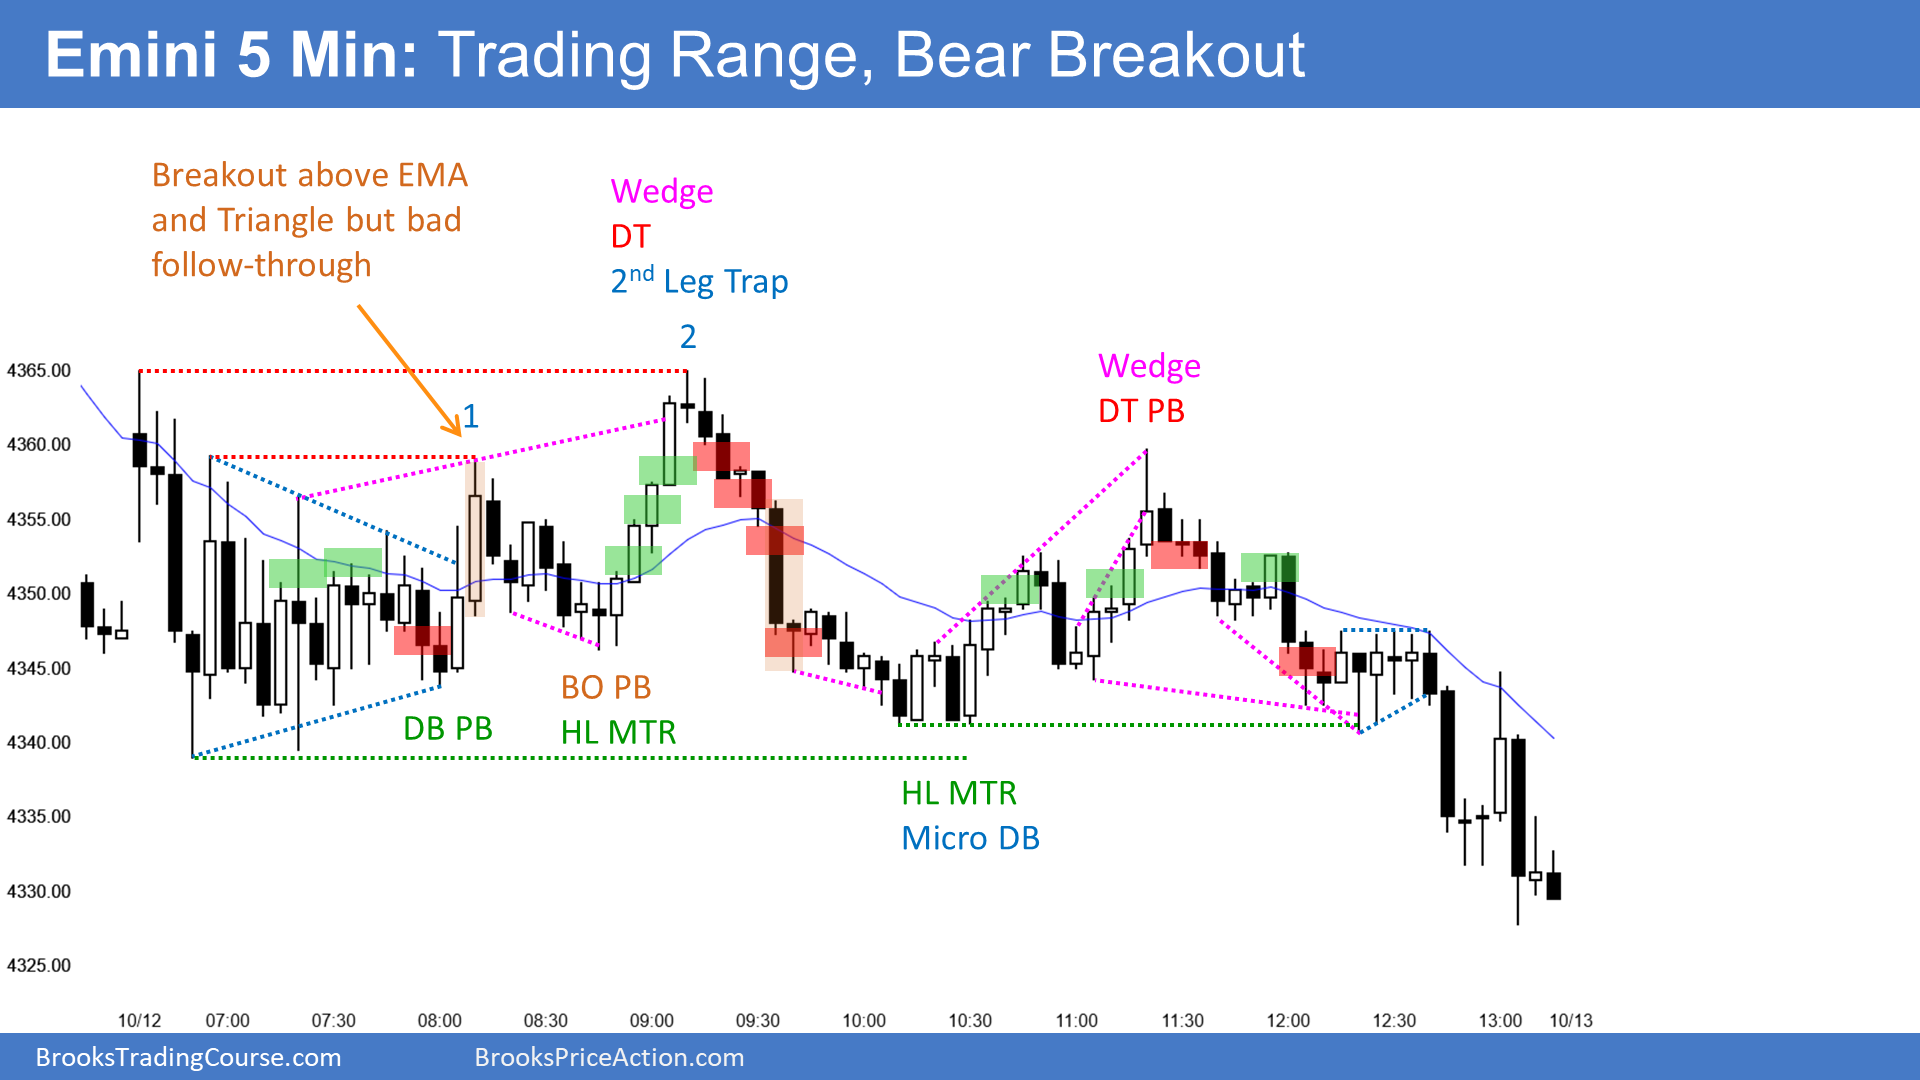 Emini 5 Min: Trading Range, Bear Breakout
Breakout above EMA
and Triangle but bad
follow-through
Wedge
DT
2nd Leg Trap
2
1
Wedge
DT PB
DB PB
BO PB
HL MTR
HL MTR
Micro DB
4365.00
4360.00
4355.00
4350.00
4345.00
4340.00
4335.00
4330.00
4325.00
10/12 07:00 07:30 08:00 08:30 09:00 09:30 10:00 10:30 11:00 11:30 12:00 12:30 13:00 10/13
BrooksTradingCourse.com BrooksPriceAction.com